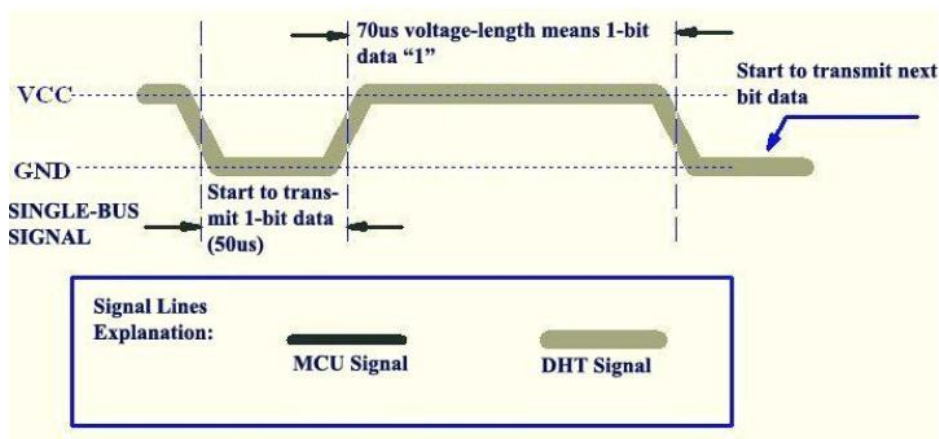 70us voltage-length means 1-bit
data “1”
Start to transmit next
bit data
VCC
GND
Start to trans-
mit 1-bit data
(50us)
SINGLE-BUS
SIGNAL
Signal Lines
Explanation:
MCU Signal
DHT Signal